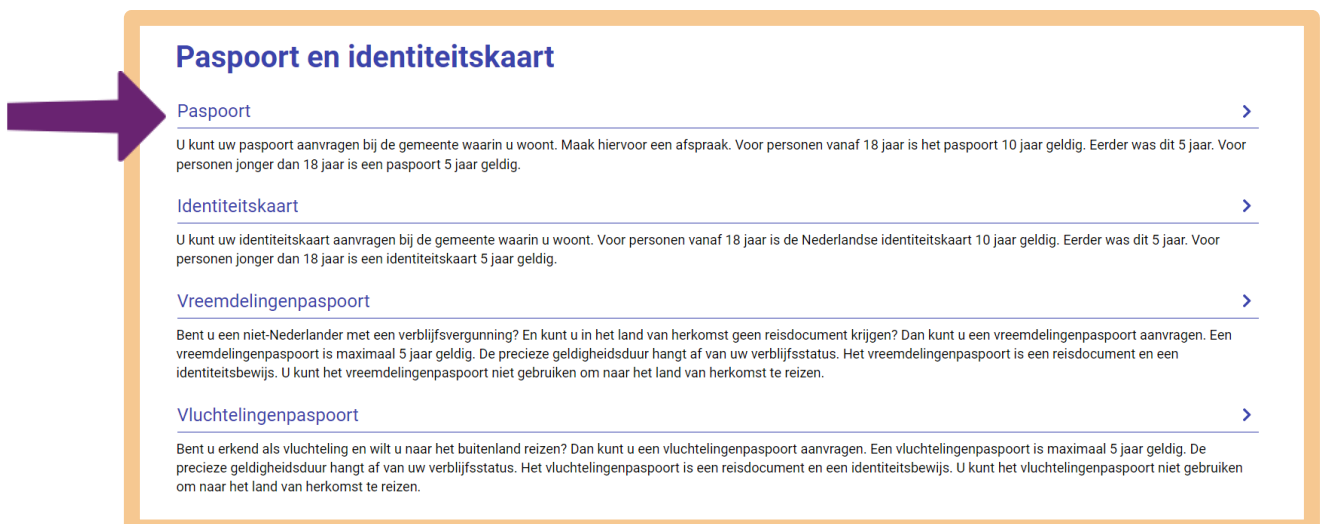 Paspoort en identiteitskaart
Paspoort
U kunt uw paspoort aanvragen bij de gemeente waarin u woont. Maak hiervoor een afspraak. Voor personen vanaf 18 jaar is het paspoort 10 jaar geldig. Eerder was dit 5 jaar. Voor
personen jonger dan 18 jaar is een paspoort 5 jaar geldig.
Identiteitskaart
U kunt uw identiteitskaart aanvragen bij de gemeente waarin u woont. Voor personen vanaf 18 jaar is de Nederlandse identiteitskaart 10 jaar geldig. Eerder was dit 5 jaar. Voor
personen jonger dan 18 jaar is een identiteitskaart 5 jaar geldig.
Vreemdelingenpaspoort
Bent u een niet-Nederlander met een verblijfsvergunning? En kunt u in het land van herkomst geen reisdocument krijgen? Dan kunt u een vreemdelingenpaspoort aanvragen. Een
vreemdelingenpaspoort is maximaal 5 jaar geldig. De precieze geldigheidsduur hangt af van uw verblijfsstatus. Het vreemdelingenpaspoort is een reisdocument en een
identiteitsbewijs. U kunt het vreemdelingenpaspoort niet gebruiken om naar het land van herkomst te reizen.
Vluchtelingenpaspoort
Bent u erkend als vluchteling en wilt u naar het buitenland reizen? Dan kunt u een vluchtelingenpaspoort aanvragen. Een vluchtelingenpaspoort is maximaal 5 jaar geldig. De
precieze geldigheidsduur hangt af van uw verblijfsstatus. Het vluchtelingenpaspoort is een reisdocument en een identiteitsbewijs. U kunt het vluchtelingenpaspoort niet gebruiken
om naar het land van herkomst te reizen.